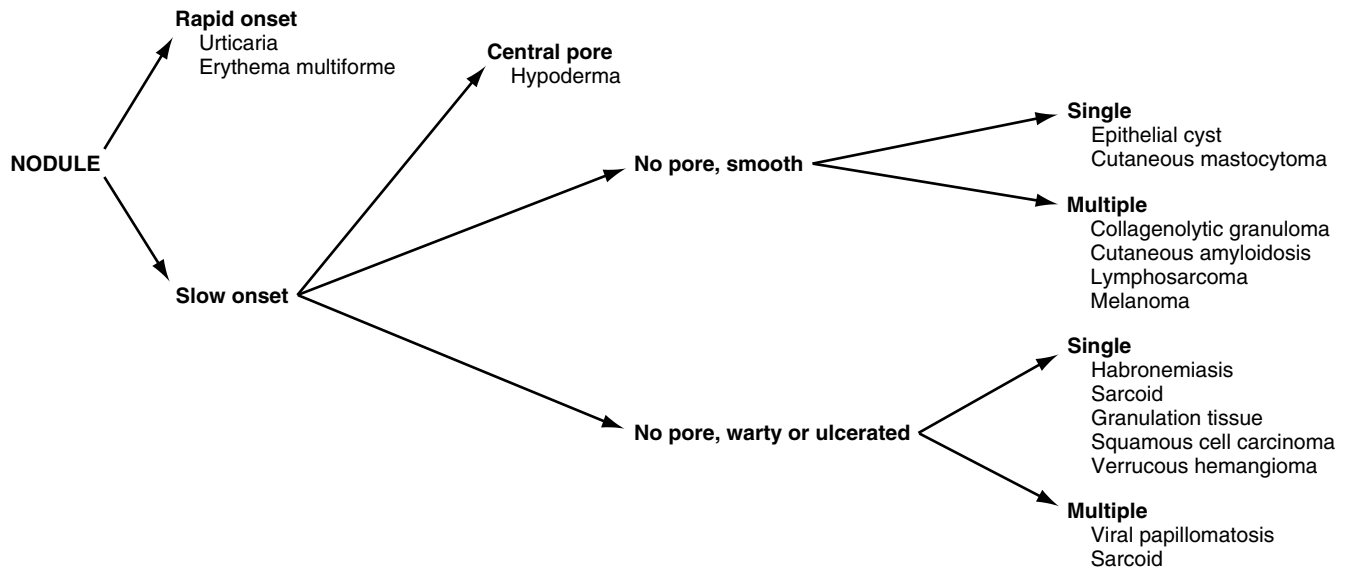 NODULE
Rapid onset
Urticaria
Erythema multiforme
Slow onset
Central pore
Hypoderma
No pore, smooth
Single
Epithelial cyst
Cutaneous mastocytoma
Multiple
Collagenolytic granuloma
Cutaneous amyloidosis
Lymphosarcoma
Melanoma
No pore, warty or ulcerated
Single
Habronemiasis
Sarcoid
Granulation tissue
Squamous cell carcinoma
Verrucous hemangioma
Multiple
Viral papillomatosis
Sarcoid